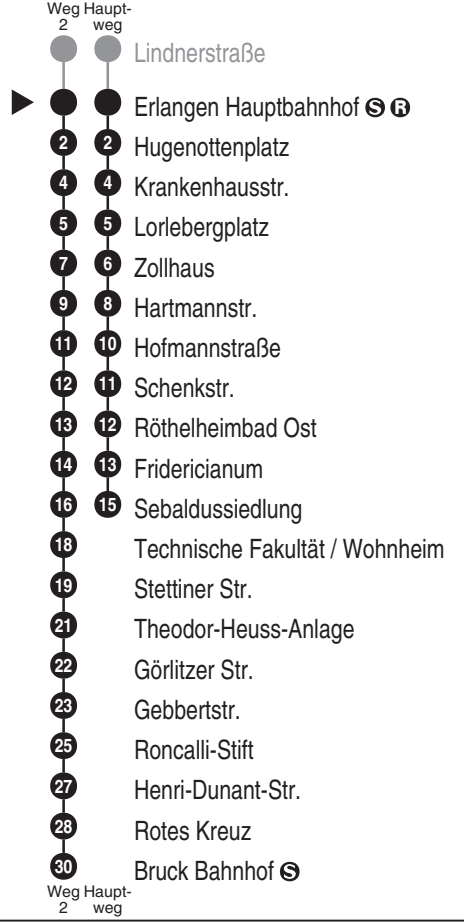 Weg Haupt-
2 weg
Lindnerstraße
Erlangen Hauptbahnhof S R
2 2 Hugenottenplatz
4 4 Krankenhausstr.
5 5 Lorlebergplatz
7 6 Zollhaus
9 8 Hartmannstr.
11 10 Hofmannstraße
12 11 Schenkstr.
13 12 Röthelheimbad Ost
14 13 Fridericianum
16 15 Sebaldussiedlung
18 Technische Fakultät / Wohnheim
19 Stettiner Str.
21 Theodor-Heuss-Anlage
22 Görlitzer Str.
23 Gebbertstr.
25 Roncalli-Stift
27 Henri-Dunant-Str.
28 Rotes Kreuz
30 Bruck Bahnhof S
Weg Haupt-
2 weg